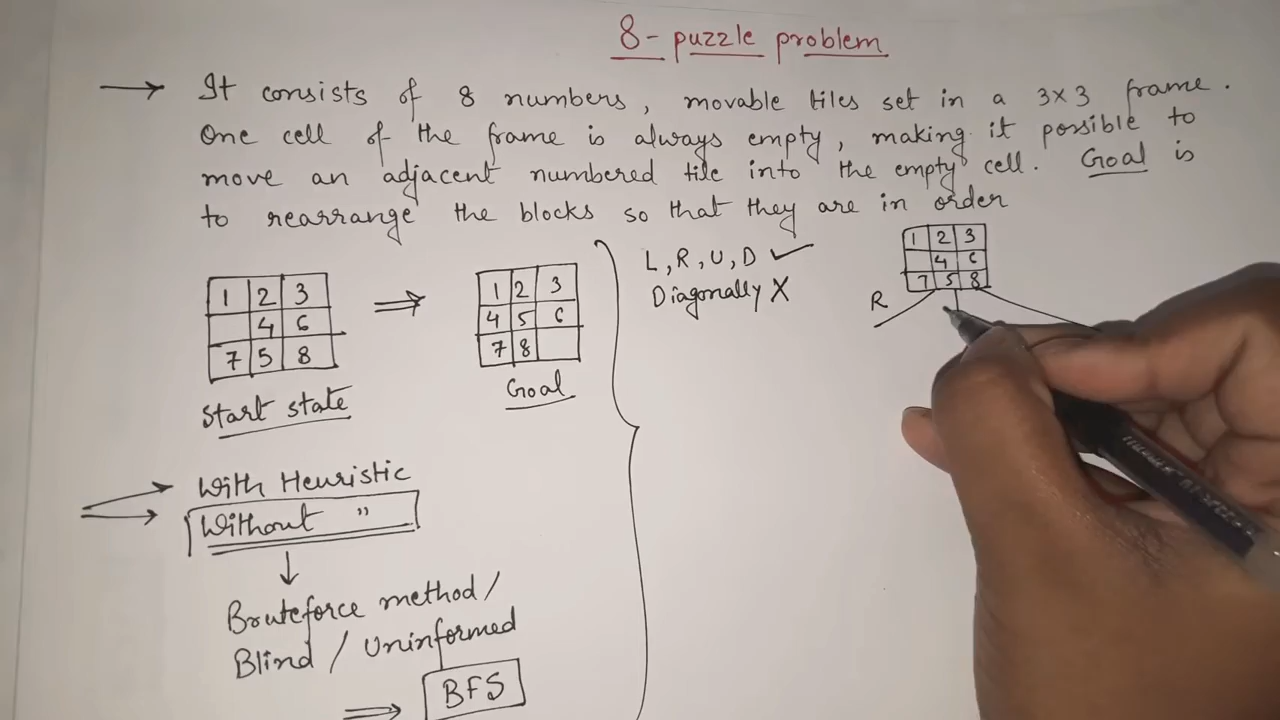 8-puzzle problem
It consists of 8 numbers, movable tiles set in a 3x3 frame.
One cell of the frame is always empty, making it possible to
move an adjacent numbered tile into the empty cell. Goal is
to rearrange the blocks so that they are in order
1 2 3
4 6
7 5 8
Start state
1 2 3
4 5 6
7 8
Goal
With Heuristic
Without "
Bruteforce method /
Blind / Uninformed
BFS
L, R, U, D ✓
Diagonally X
1 2 3
4 6
7 5 8
R